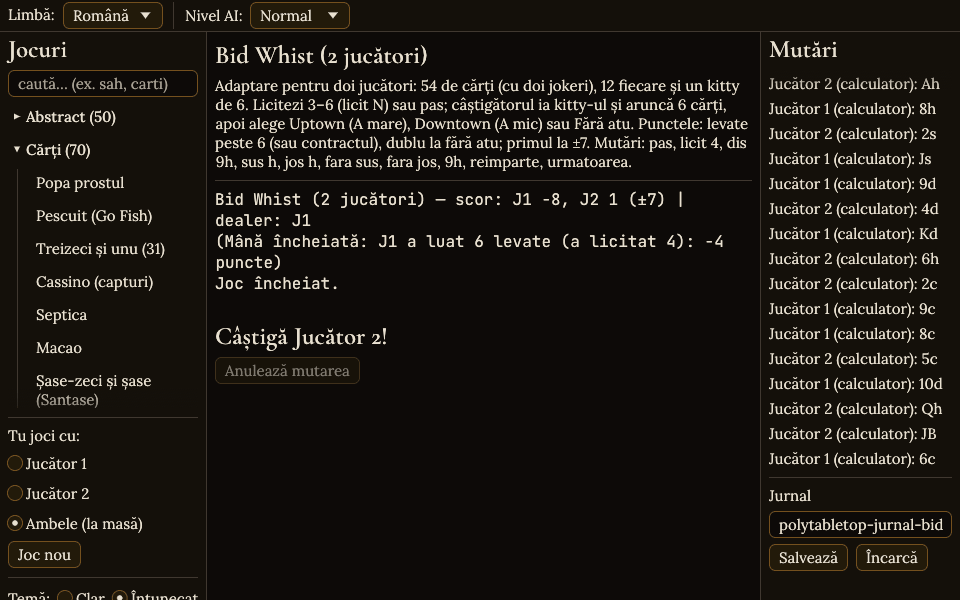 Limbă:
Română
Nivel AI:
Normal
Jocuri
caută... (ex. sah, carti)
Abstract (50)
Cărți (70)
Popa prostul
Pescuit (Go Fish)
Treizeci și unu (31)
Cassino (capturi)
Septica
Macao
Șase-zeci și șase
(Santase)
Tu joci cu:
Jucător 1
Jucător 2
Ambele (la masă)
Joc nou
Temă:
Clar
Întunecat
Bid Whist (2 jucători)
Adaptare pentru doi jucători: 54 de cărți (cu doi jokeri), 12 fiecare și un kitty
de 6. Licitezi 3–6 (licit N) sau pas; câștigătorul ia kitty-ul și aruncă 6 cărți,
apoi alege Uptown (A mare), Downtown (A mic) sau Fără atu. Punctele: levate
peste 6 (sau contractul), dublu la fără atu; primul la ±7. Mutări: pas, licit 4, dis
9h, sus h, jos h, fara sus, fara jos, 9h, reimparte, urmatoarea.
Bid Whist (2 jucători) — scor: J1 -8, J2 1 (±7) |
dealer: J1
(Mână încheiată: J1 a luat 6 levate (a licitat 4): -4
puncte)
Joc încheiat.
Câștigă Jucător 2!
Anulează mutarea
Mutări
Jucător 2 (calculator): Ah
Jucător 1 (calculator): 8h
Jucător 2 (calculator): 2s
Jucător 1 (calculator): Js
Jucător 1 (calculator): 9d
Jucător 2 (calculator): 4d
Jucător 1 (calculator): Kd
Jucător 2 (calculator): 6h
Jucător 2 (calculator): 2c
Jucător 1 (calculator): 9c
Jucător 1 (calculator): 8c
Jucător 2 (calculator): 5c
Jucător 1 (calculator): 10d
Jucător 2 (calculator): Qh
Jucător 2 (calculator): JB
Jucător 1 (calculator): 6c
Jurnal
polytabletop-jurnal-bid
Salvează
Încarcă